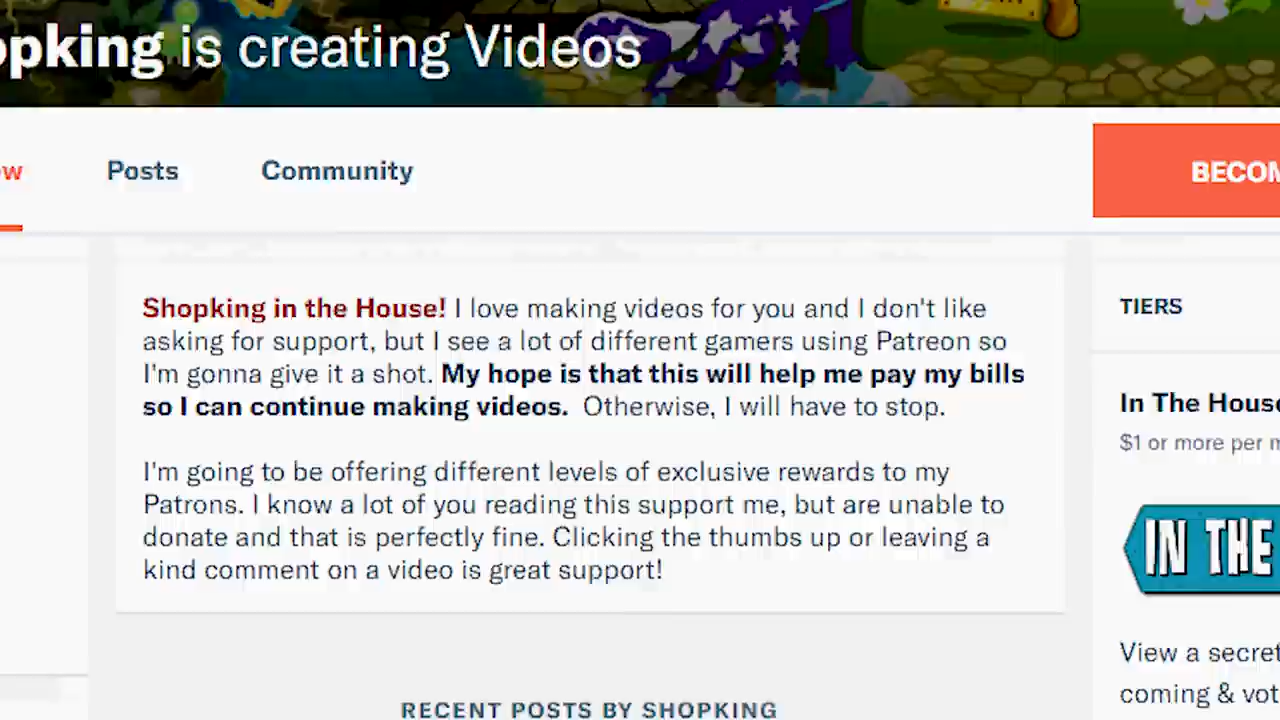 opking is creating Videos
ew
Posts
Community
BECOM
Shopking in the House! I love making videos for you and I don't like
asking for support, but I see a lot of different gamers using Patreon so
I'm gonna give it a shot. My hope is that this will help me pay my bills
so I can continue making videos. Otherwise, I will have to stop.
I'm going to be offering different levels of exclusive rewards to my
Patrons. I know a lot of you reading this support me, but are unable to
donate and that is perfectly fine. Clicking the thumbs up or leaving a
kind comment on a video is great support!
RECENT POSTS BY SHOPKING
TIERS
In The House
$1 or more per m
IN THE
View a secret
coming & vot